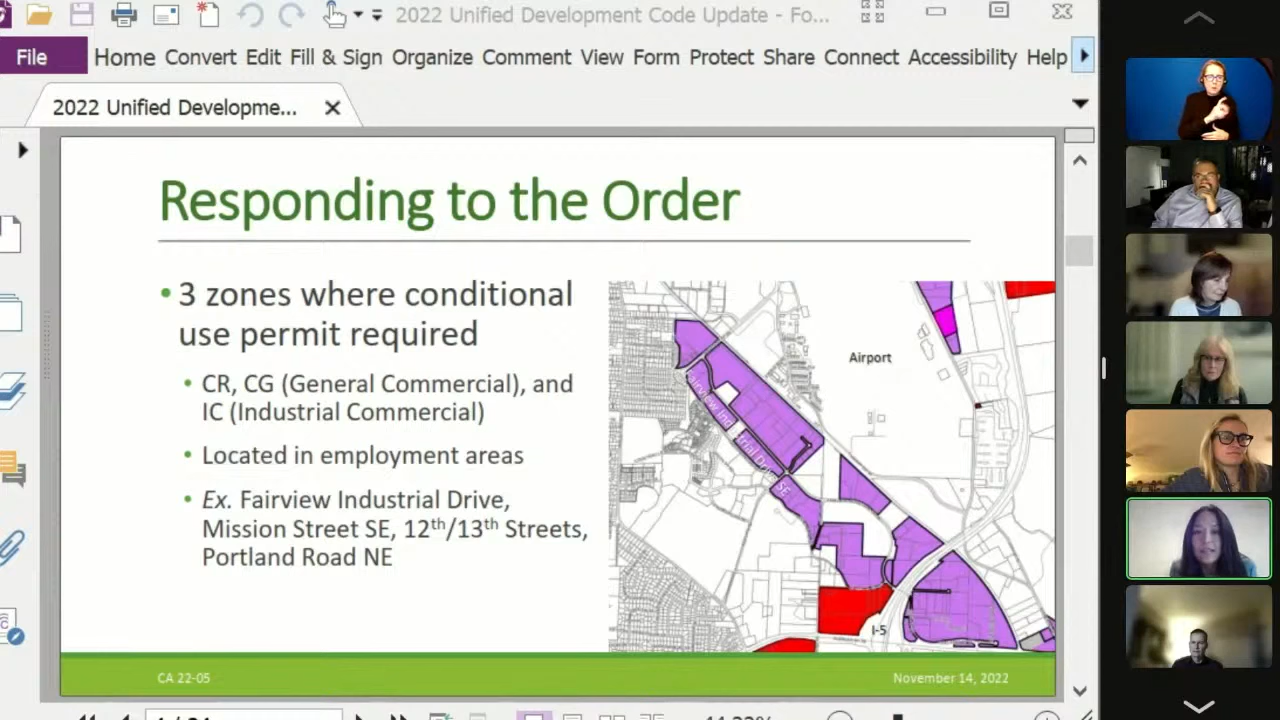 2022 Unified Development Code Update - Fo...
File Home Convert Edit Fill & Sign Organize Comment View Form Protect Share Connect Accessibility Help
2022 Unified Developme...
Responding to the Order
• 3 zones where conditional
use permit required
• CR, CG (General Commercial), and
IC (Industrial Commercial)
• Located in employment areas
• Ex. Fairview Industrial Drive,
Mission Street SE, 12th/13th Streets,
Portland Road NE
Airport
I-5
CA 22-05
November 14, 2022